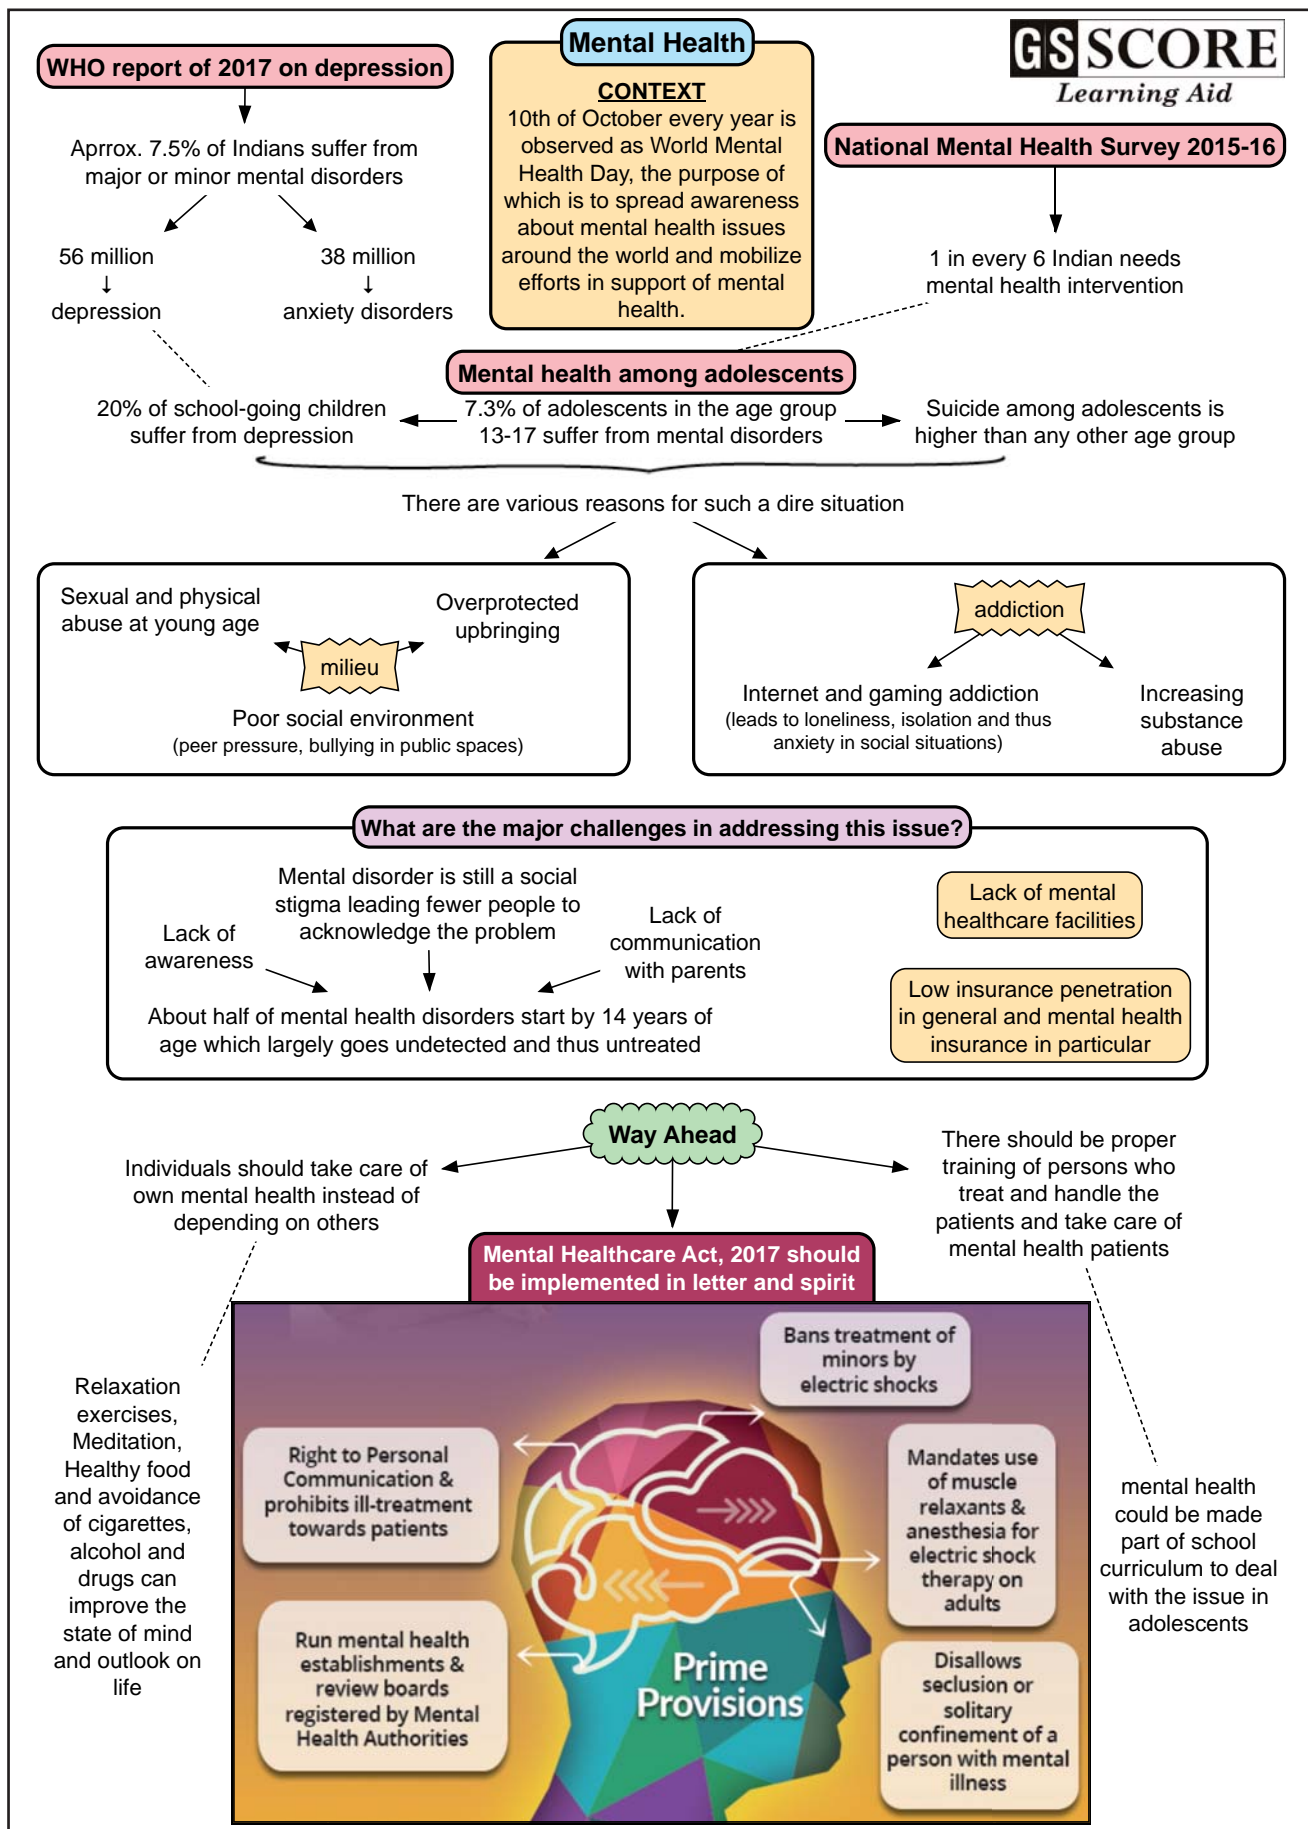 Mental Health
GS SCORE
Learning Aid
WHO report of 2017 on depression
Aprrox. 7.5% of Indians suffer from
major or minor mental disorders
56 million
↓
depression
38 million
↓
anxiety disorders
CONTEXT
10th of October every year is
observed as World Mental
Health Day, the purpose of
which is to spread awareness
about mental health issues
around the world and mobilize
efforts in support of mental
health.
National Mental Health Survey 2015-16
1 in every 6 Indian needs
mental health intervention
Mental health among adolescents
20% of school-going children
suffer from depression
7.3% of adolescents in the age group
13-17 suffer from mental disorders
Suicide among adolescents is
higher than any other age group
There are various reasons for such a dire situation
Sexual and physical
abuse at young age
Overprotected
upbringing
milieu
Poor social environment
(peer pressure, bullying in public spaces)
addiction
Internet and gaming addiction
(leads to loneliness, isolation and thus
anxiety in social situations)
Increasing
substance
abuse
What are the major challenges in addressing this issue?
Lack of
awareness
Mental disorder is still a social
stigma leading fewer people to
acknowledge the problem
Lack of
communication
with parents
About half of mental health disorders start by 14 years of
age which largely goes undetected and thus untreated
Lack of mental
healthcare facilities
Low insurance penetration
in general and mental health
insurance in particular
Way Ahead
Individuals should take care of
own mental health instead of
depending on others
Mental Healthcare Act, 2017 should
be implemented in letter and spirit
There should be proper
training of persons who
treat and handle the
patients and take care of
mental health patients
Relaxation
exercises,
Meditation,
Healthy food
and avoidance
of cigarettes,
alcohol and
drugs can
improve the
state of mind
and outlook on
life
Bans treatment of
minors by
electric shocks
Right to Personal
Communication &
prohibits ill-treatment
towards patients
Mandates use
of muscle
relaxants &
anesthesia for
electric shock
therapy on
adults
Run mental health
establishments &
review boards
registered by Mental
Health Authorities
Prime
Provisions
Disallows
seclusion or
solitary
confinement of a
person with mental
illness
mental health
could be made
part of school
curriculum to deal
with the issue in
adolescents